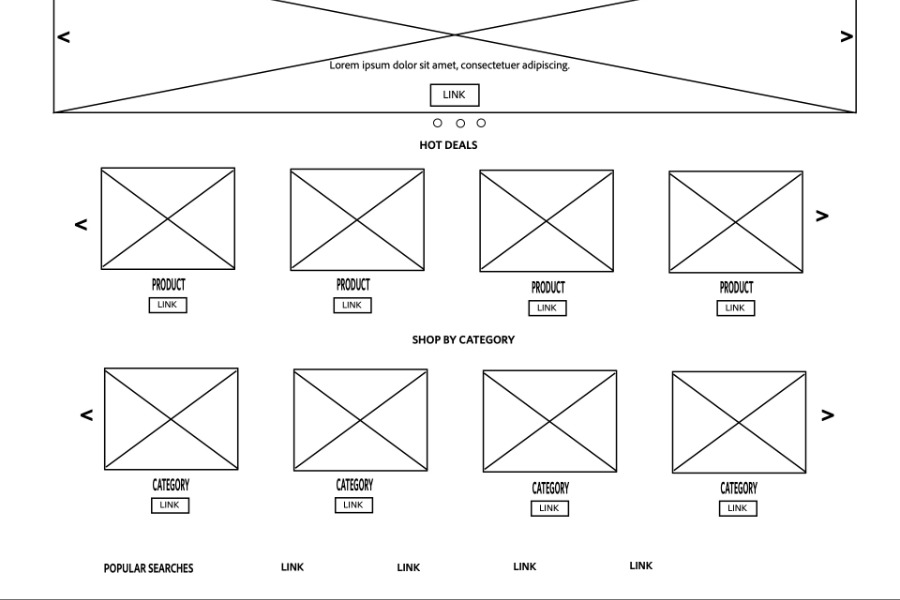 < >
Lorem ipsum dolor sit amet, consectetuer adipiscing.
LINK
HOT DEALS
< >
PRODUCT PRODUCT PRODUCT PRODUCT
LINK LINK LINK LINK
SHOP BY CATEGORY
< >
CATEGORY CATEGORY CATEGORY CATEGORY
LINK LINK LINK LINK
POPULAR SEARCHES LINK LINK LINK LINK